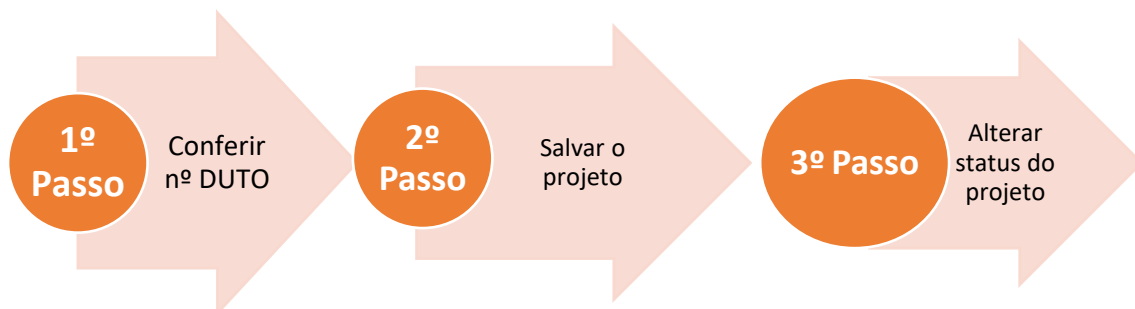 1º
Passo
Conferir
nº DUTO
2º
Passo
Salvar o
projeto
3º Passo
Alterar
status do
projeto